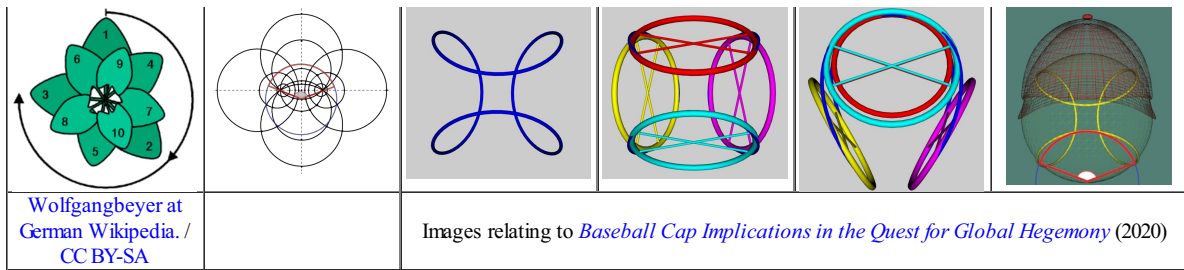 1
6
9
4
3
7
8
10
5
2
Wolfgangbeyer at
German Wikipedia. /
CC BY-SA
Images relating to Baseball Cap Implications in the Quest for Global Hegemony (2020)